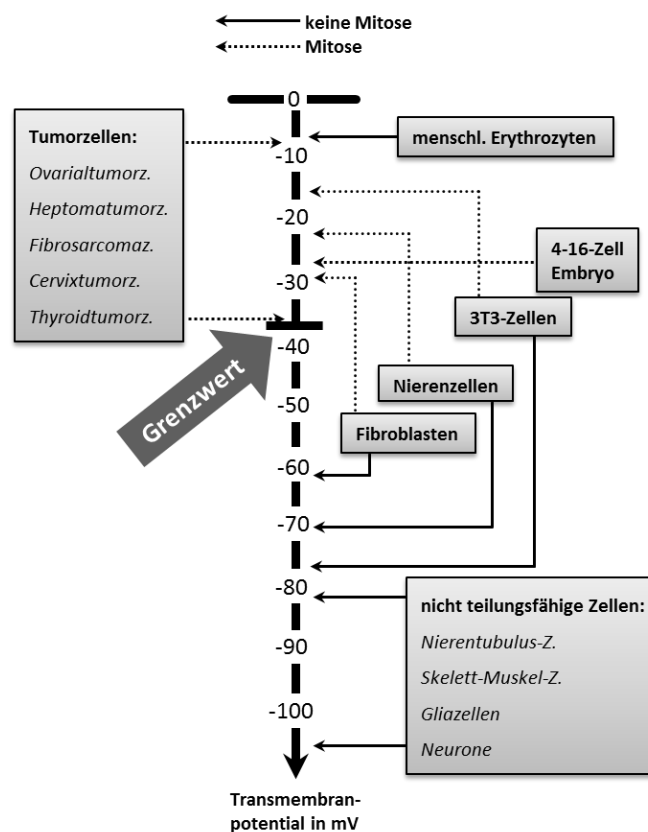 keine Mitose
Mitose
0
Tumorzellen:
Ovarialtumorz.
Heptomatumorz.
Fibrosarcomaz.
Cervixtumorz.
Thyroidtumorz.
menschl. Erythrozyten
-10
-20
4-16-Zell
Embryo
-30
3T3-Zellen
Grenzwert
-40
Nierenzellen
-50
Fibroblasten
-60
-70
-80
nicht teilungsfähige Zellen:
Nierentubulus-Z.
Skelett-Muskel-Z.
Gliazellen
Neurone
-90
-100
Transmembran-
potential in mV